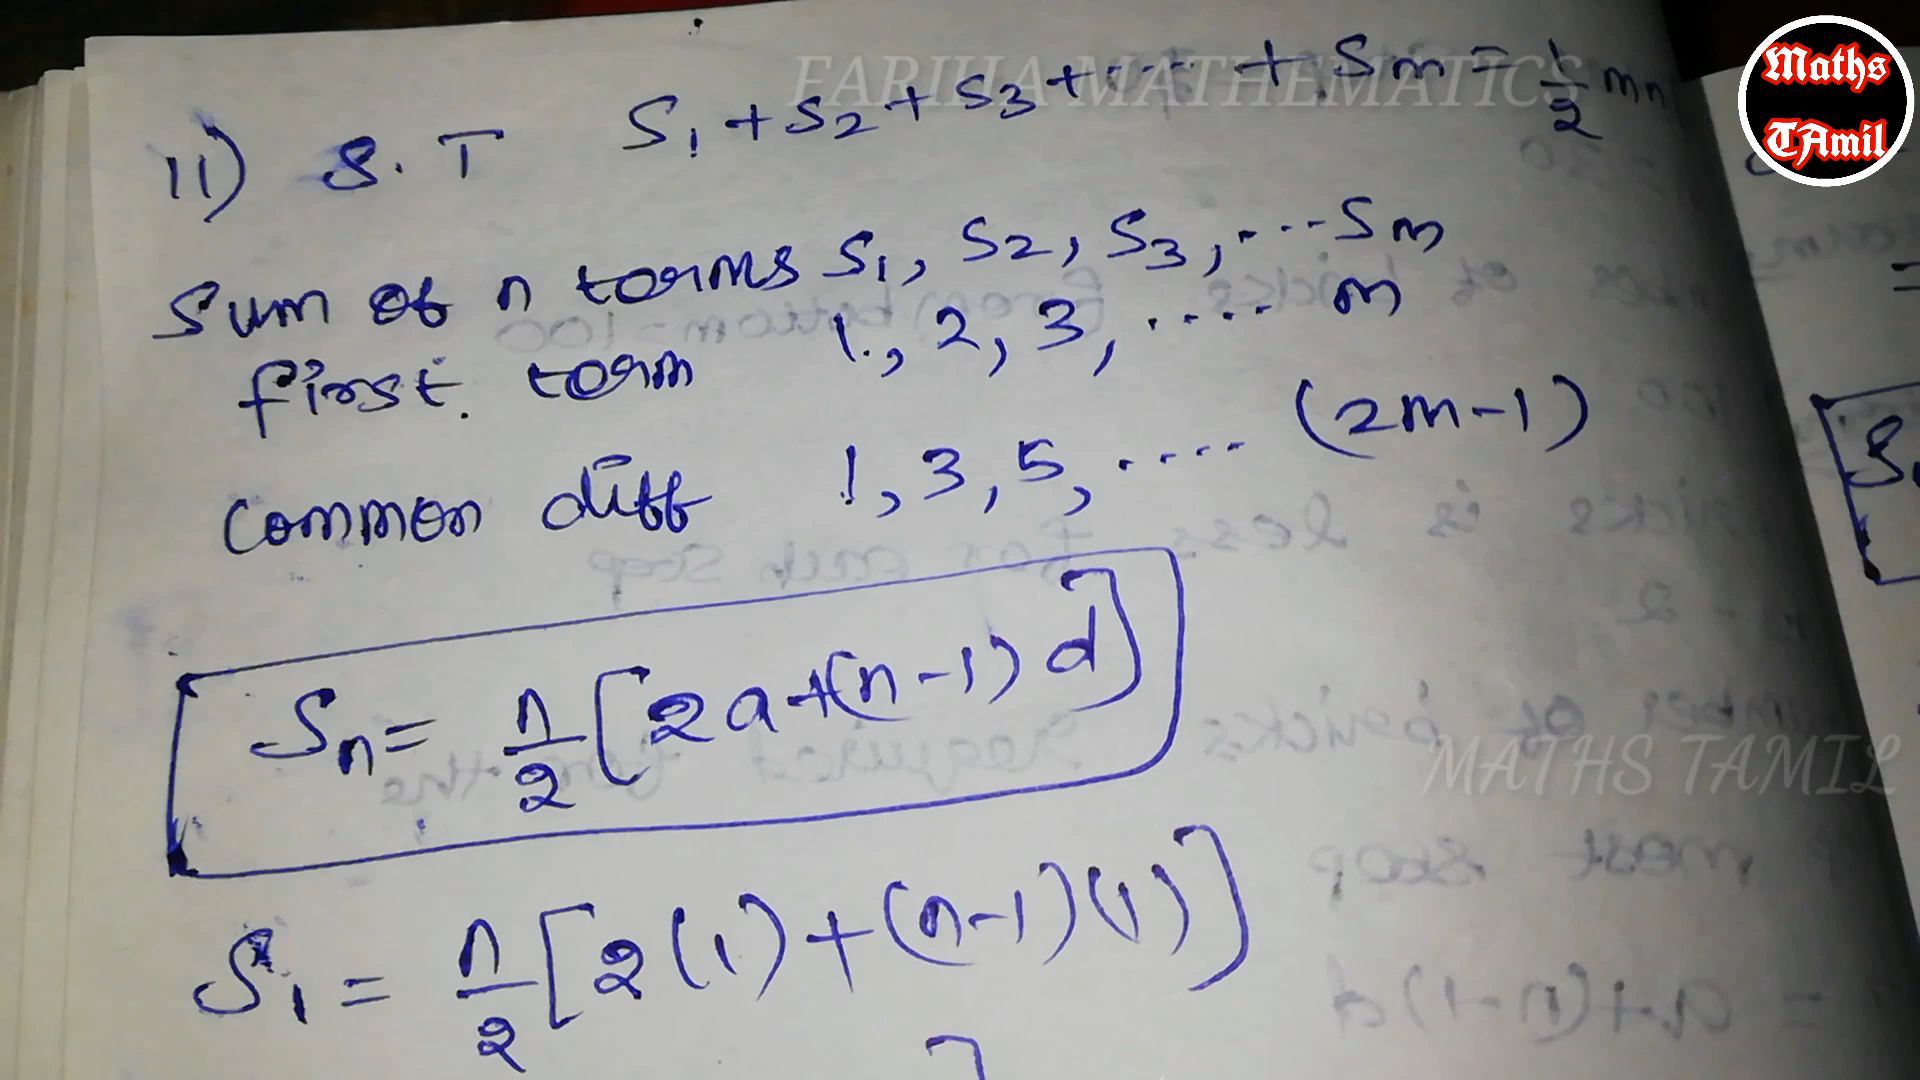 FARIHA MATHEMATICS
Maths
TAmil
11) S.T S₁+S₂+S₃+.....+Sm = 1/2 mn
Sum of n terms S₁, S₂, S₃, ....Sm
first. term 1, 2, 3, ..... m
common diff 1, 3, 5, .... (2m-1)
Sn = n/2 [2a+(n-1)d]
MATHS TAMIL
S₁ = n/2 [2(1)+(n-1)(1)]